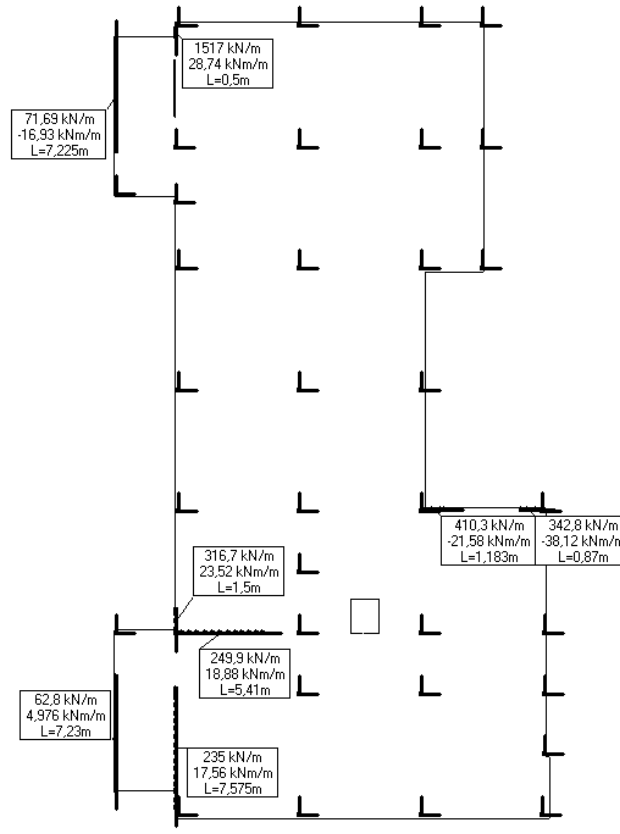 1517 kN/m
28,74 kNm/m
L=0,5m
71,69 kN/m
-16,93 kNm/m
L=7,225m
410,3 kN/m
-21,58 kNm/m
L=1,183m
342,8 kN/m
-38,12 kNm/m
L=0,87m
316,7 kN/m
23,52 kNm/m
L=1,5m
249,9 kN/m
18,88 kNm/m
L=5,41m
62,8 kN/m
4,976 kNm/m
L=7,23m
235 kN/m
17,56 kNm/m
L=7,575m